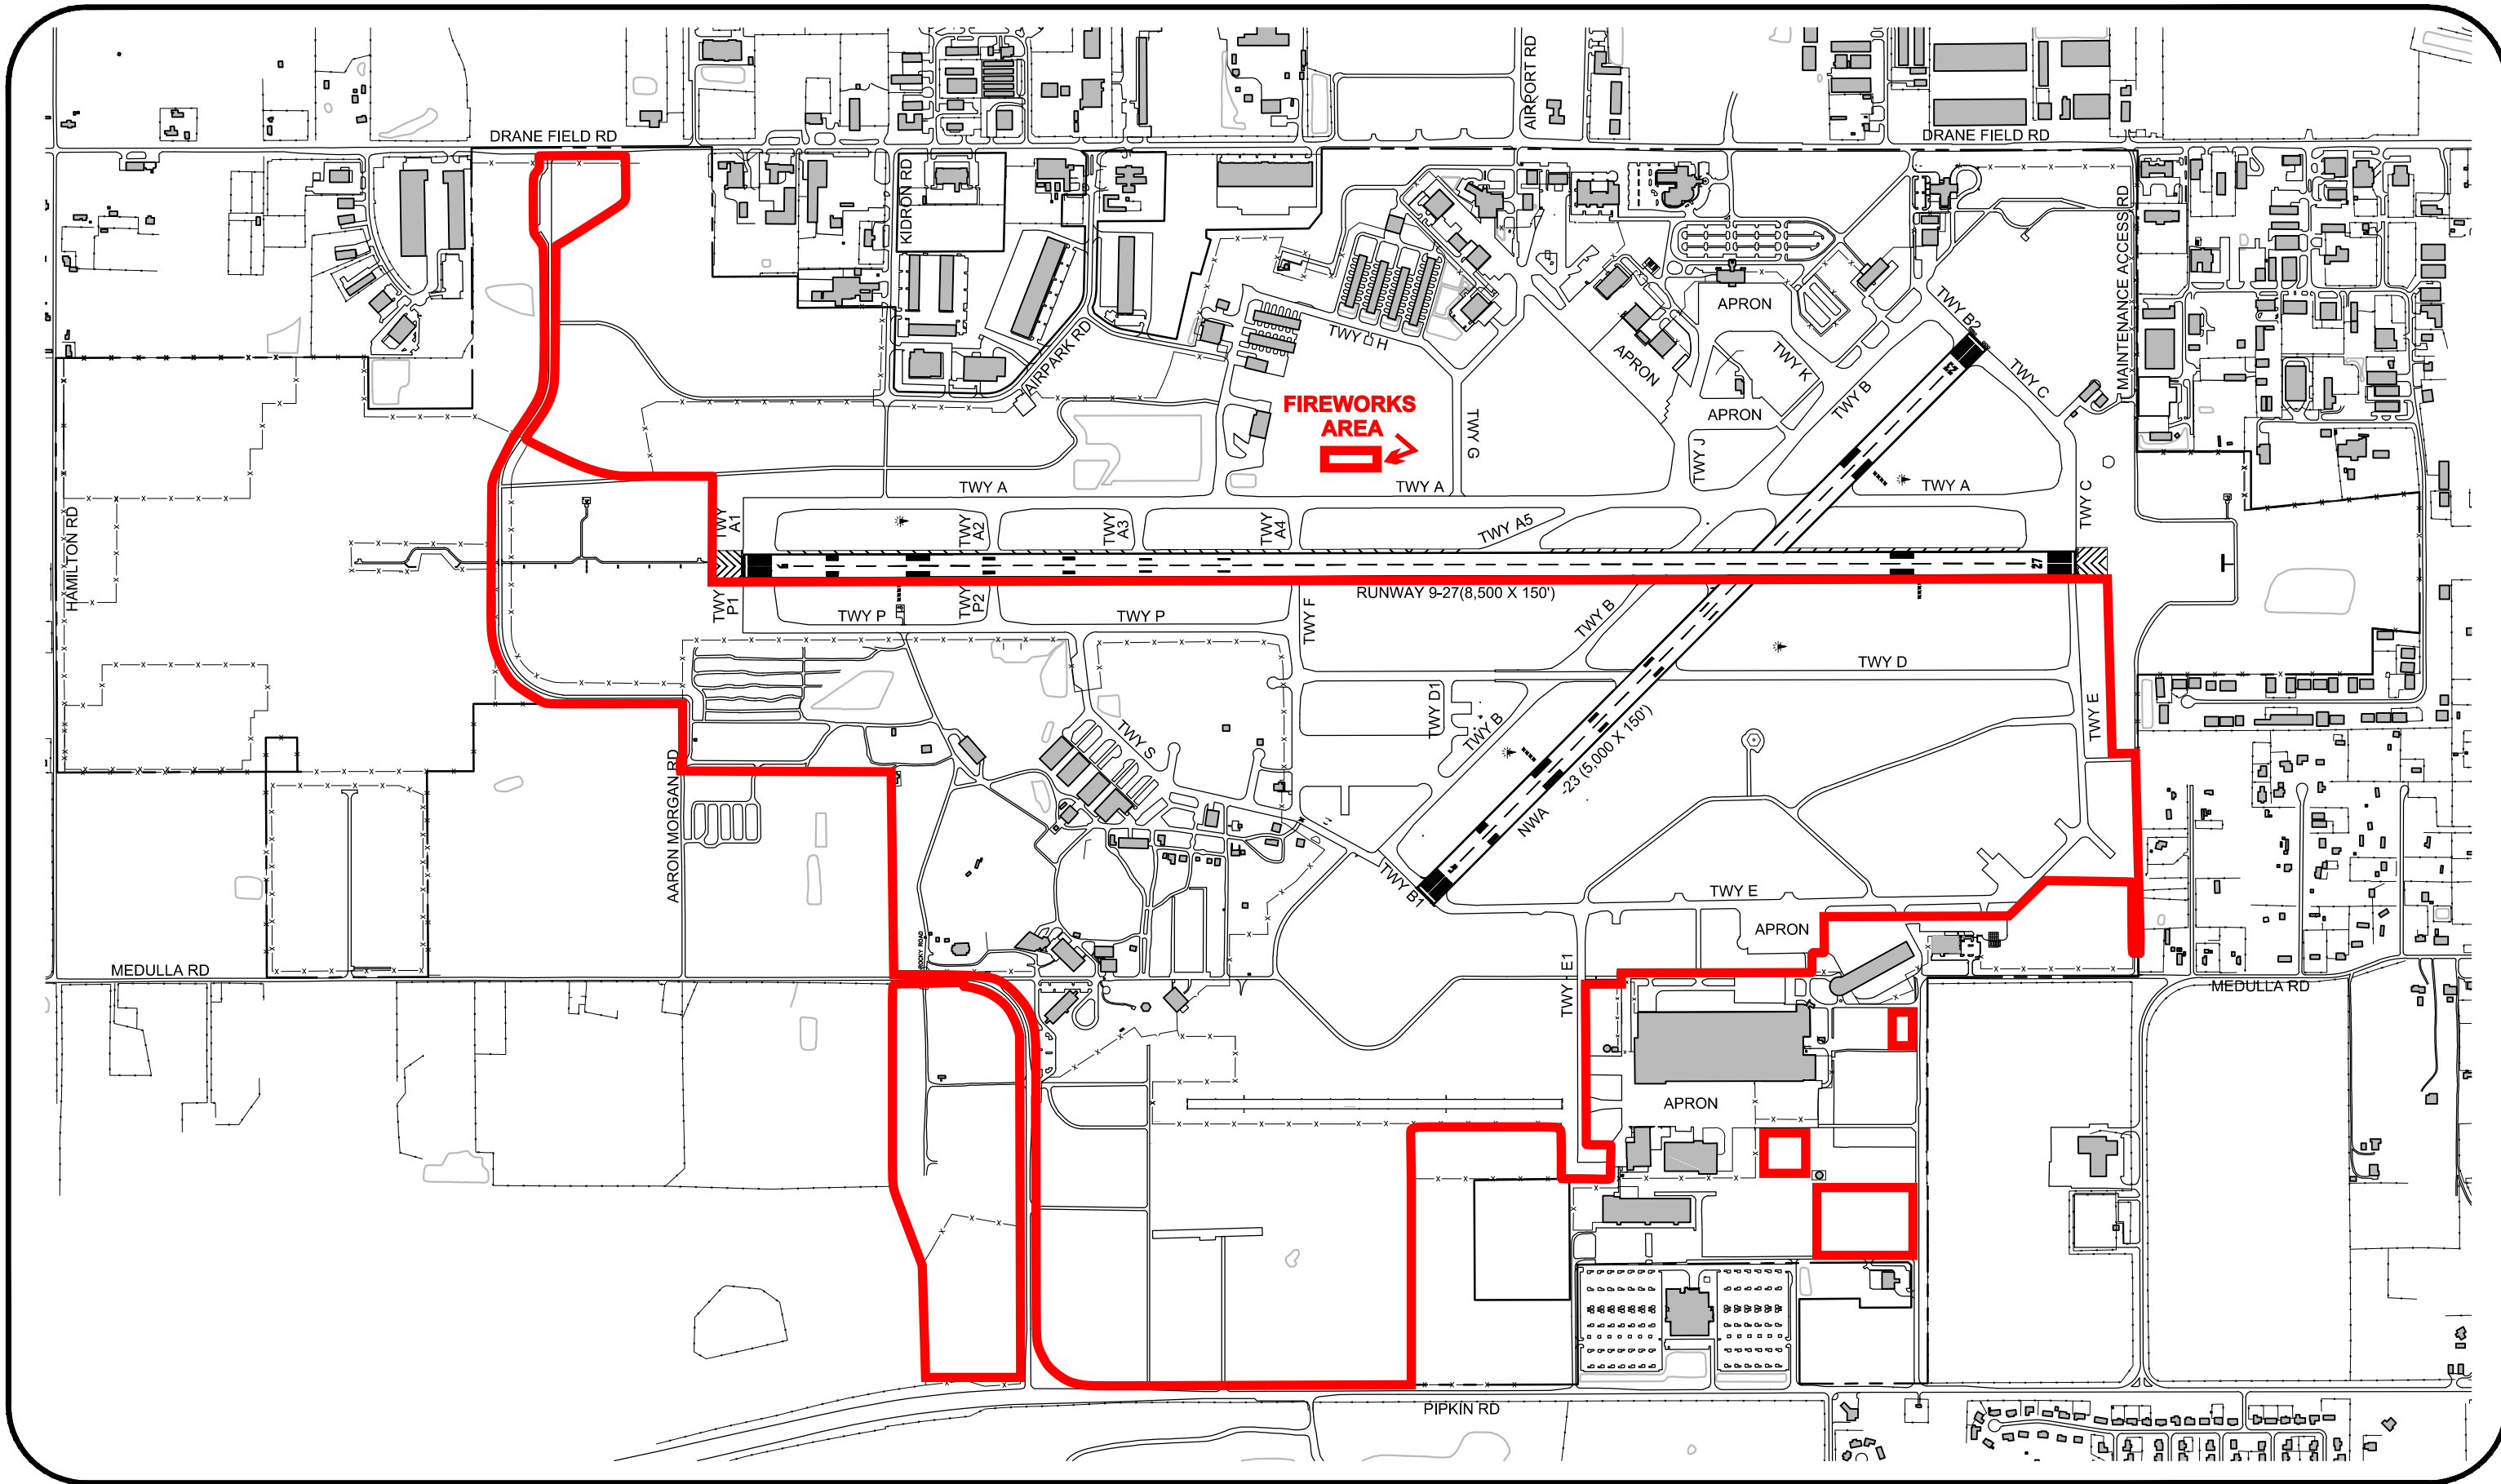 AIRPORT RD
DRANE FIELD RD
DRANE FIELD RD
KIDRON RD
MAINTENANCE ACCESS RD
APRON
TWY B2
TWY H
AIRPARK RD
APRON
TWY K
TWY C
23
FIREWORKS
AREA
TWY G
APRON
TWY B
TWY J
HAMILTON RD
TWY A
TWY A
TWY A
TWY C
TWY
A1
TWY
A2
TWY
A3
TWY
A4
TWY A5
27
RUNWAY 9-27(8,500 X 150')
TWY
P1
TWY P
TWY
P2
TWY P
TWY F
TWY B
TWY D
TWY D1
TWY B
TWY E
TWY S
AARON MORGAN RD
-23 (5,000 X 150')
NWA
TWY B1
TWY E
APRON
ROCKY ROAD
MEDULLA RD
TWY E1
MEDULLA RD
APRON
PIPKIN RD